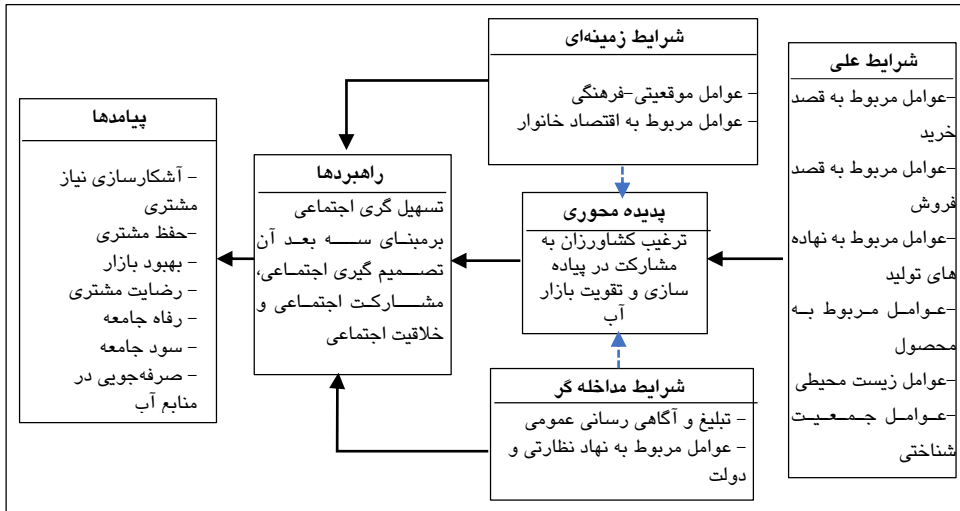 شرایط علی
-عوامل مربوط به قصد
خرید
-عوامل مربوط به قصد
فروش
-عوامل مربوط به نهاده
های تولید
-عوامل مربوط به
محصول
-عوامل زیست محیطی
-عوامل جمعیت
شناختی
شرایط زمینه‌ای
- عوامل موقعیتی-فرهنگی
- عوامل مربوط به اقتصاد خانوار
پدیده محوری
ترغیب کشاورزان به
مشارکت در پیاده
سازی و تقویت بازار
آب
شرایط مداخله گر
- تبلیغ و آگاهی رسانی عمومی
- عوامل مربوط به نهاد نظارتی و
دولت
راهبردها
تسهیل گری اجتماعی
برمبنای سه بعد آن
تصمیم گیری اجتماعی،
مشارکت اجتماعی و
خلاقیت اجتماعی
پیامدها
- آشکارسازی نیاز
مشتری
-حفظ مشتری
- بهبود بازار
- رضایت مشتری
- رفاه جامعه
- سود جامعه
- صرفه‌جویی در
منابع آب